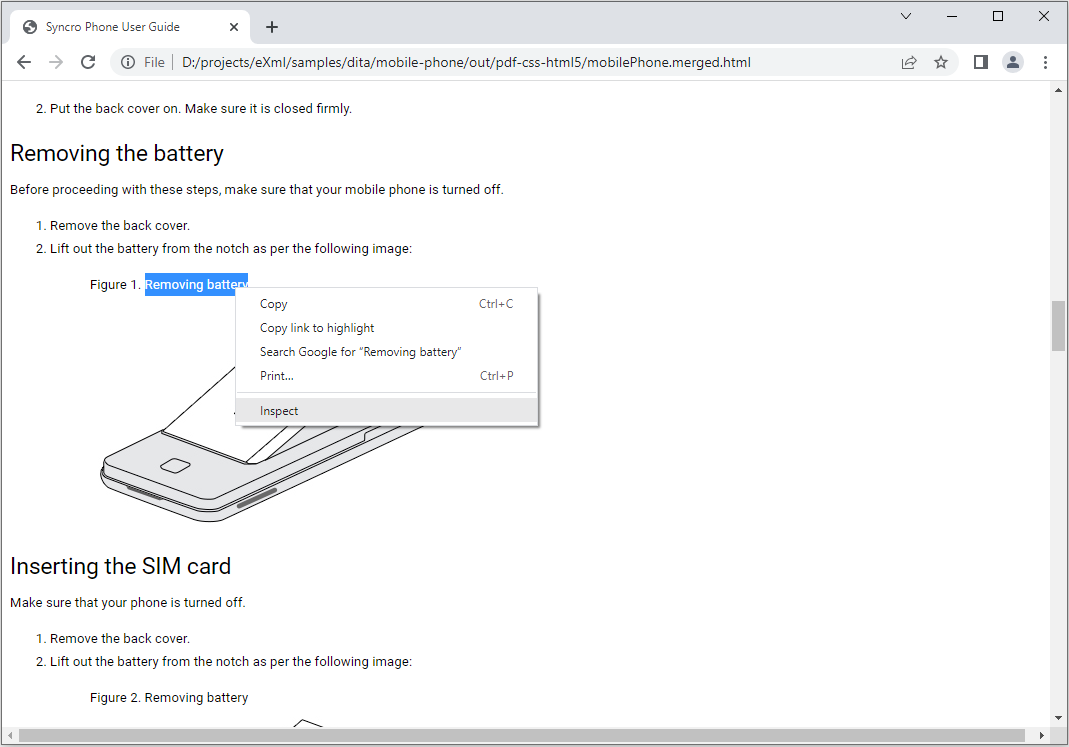 Syncro Phone User Guide
File D:/projects/eXml/samples/dita/mobile-phone/out/pdf-css-html5/mobilePhone.merged.html
2. Put the back cover on. Make sure it is closed firmly.
Removing the battery
Before proceeding with these steps, make sure that your mobile phone is turned off.
1. Remove the back cover.
2. Lift out the battery from the notch as per the following image:
Figure 1. Removing battery
Copy Ctrl+C
Copy link to highlight
Search Google for “Removing battery”
Print... Ctrl+P
Inspect
Inserting the SIM card
Make sure that your phone is turned off.
1. Remove the back cover.
2. Lift out the battery from the notch as per the following image:
Figure 2. Removing battery